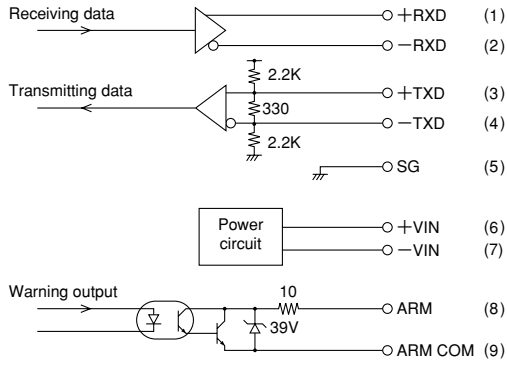 Receiving data
+RXD (1)
−RXD (2)
2.2K
Transmitting data
+TXD (3)
330
−TXD (4)
2.2K
SG (5)
Power
circuit
+VIN (6)
−VIN (7)
Warning output
10
ARM (8)
39V
ARM COM (9)